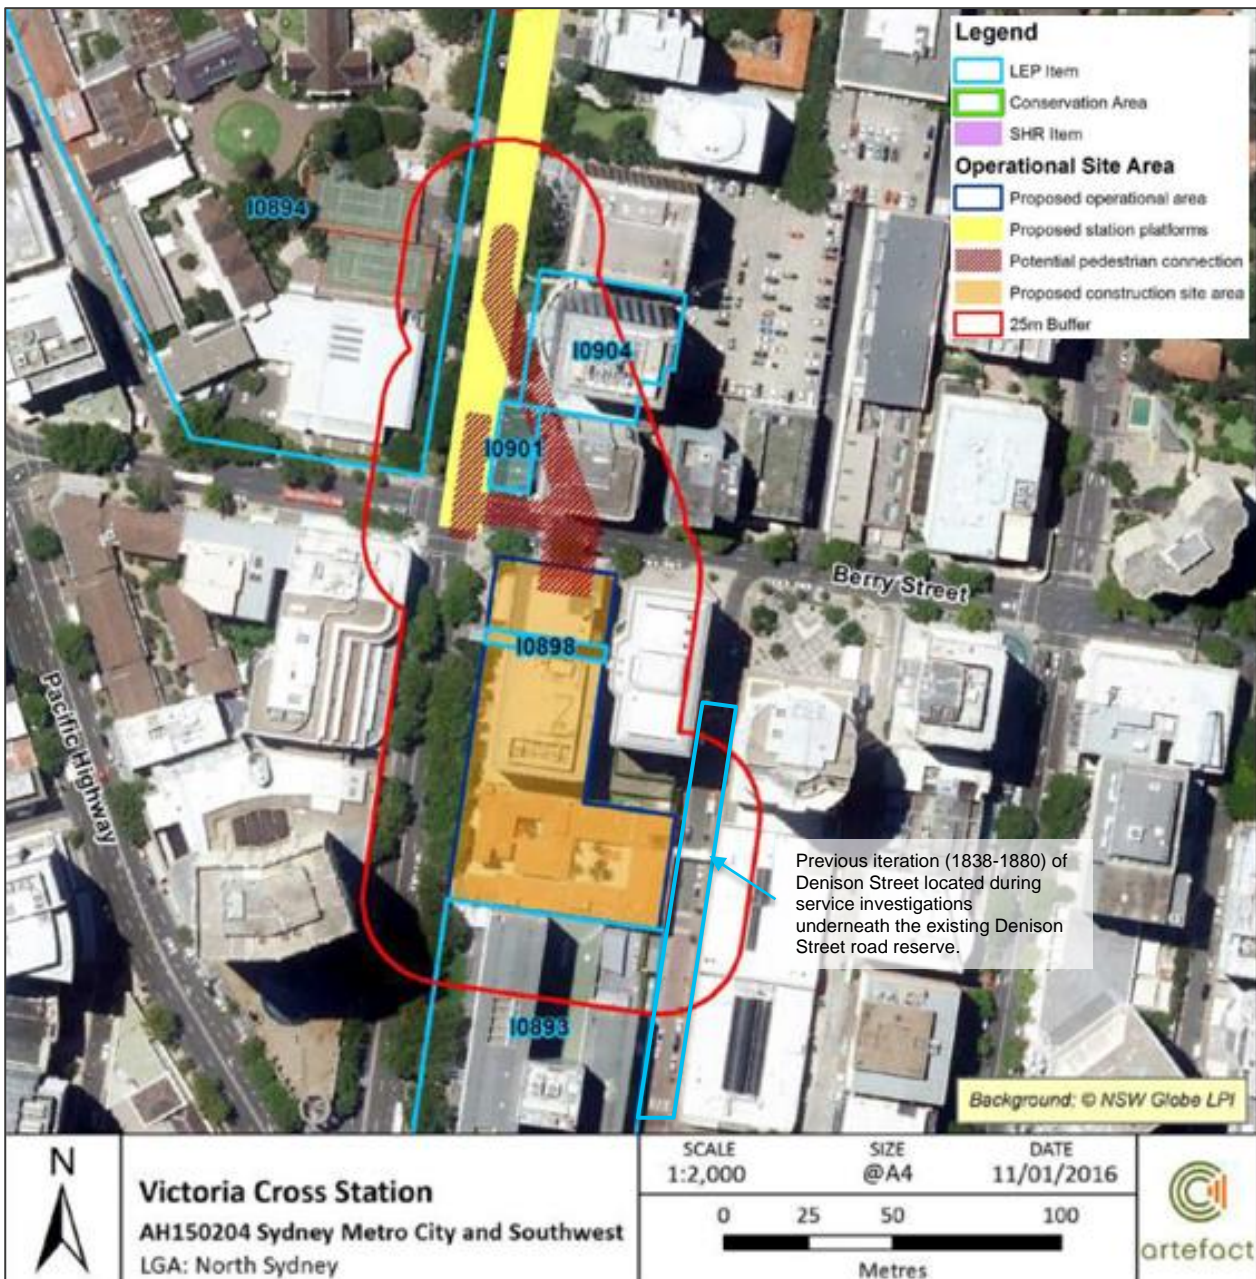 Legend
LEP Item
Conservation Area
SHR Item
Operational Site Area
Proposed operational area
Proposed station platforms
Potential pedestrian connection
Proposed construction site area
25m Buffer
I0894
I0904
I0901
Berry Street
I0898
Pacific Highway
Previous iteration (1838-1880) of
Denison Street located during
service investigations
underneath the existing Denison
Street road reserve.
I0893
Background: © NSW Globe LPI
N
Victoria Cross Station
AH150204 Sydney Metro City and Southwest
LGA: North Sydney
SCALE
1:2,000
SIZE
@A4
DATE
11/01/2016
0 25 50 100
Metres
artefact